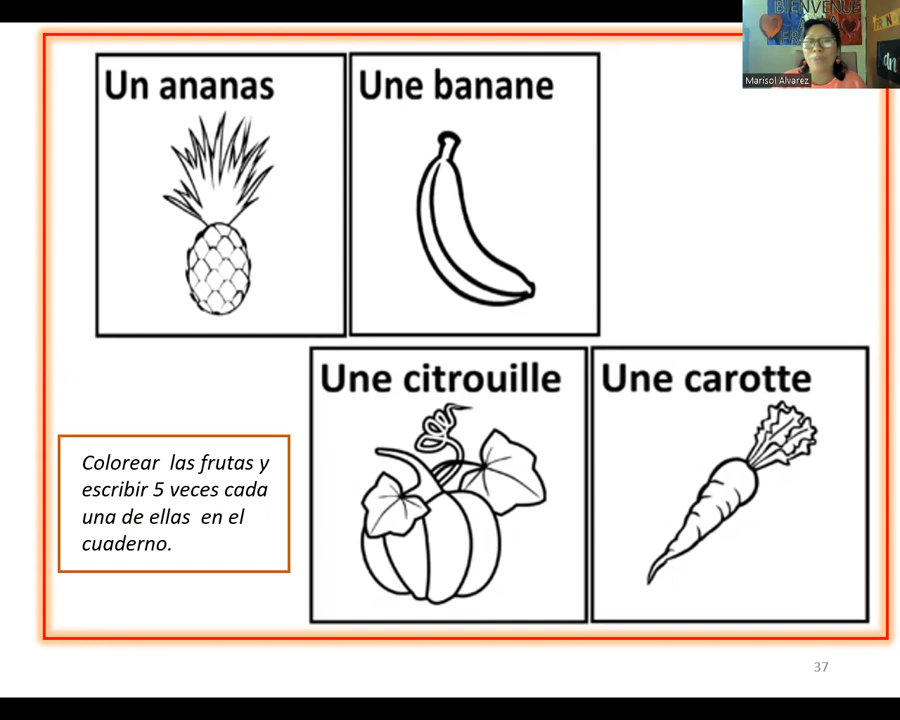 Un ananas
Une banane
Une citrouille
Une carotte
Colorear las frutas y
escribir 5 veces cada
una de ellas en el
cuaderno.
BIENVENUE
Marisol Alvarez
37